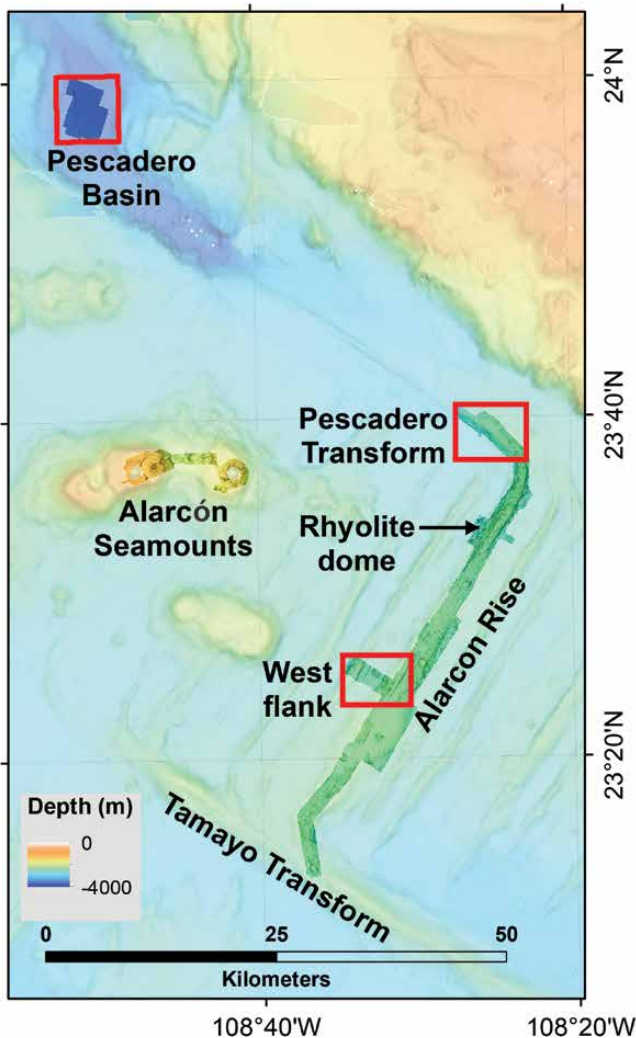 24°N
Pescadero
Basin
23°40'N
Pescadero
Transform
Alarcón
Seamounts
Rhyolite
dome
Alarcon Rise
West
flank
23°20'N
Depth (m)
0
-4000
Tamayo Transform
0 25 50
Kilometers
108°40'W 108°20'W